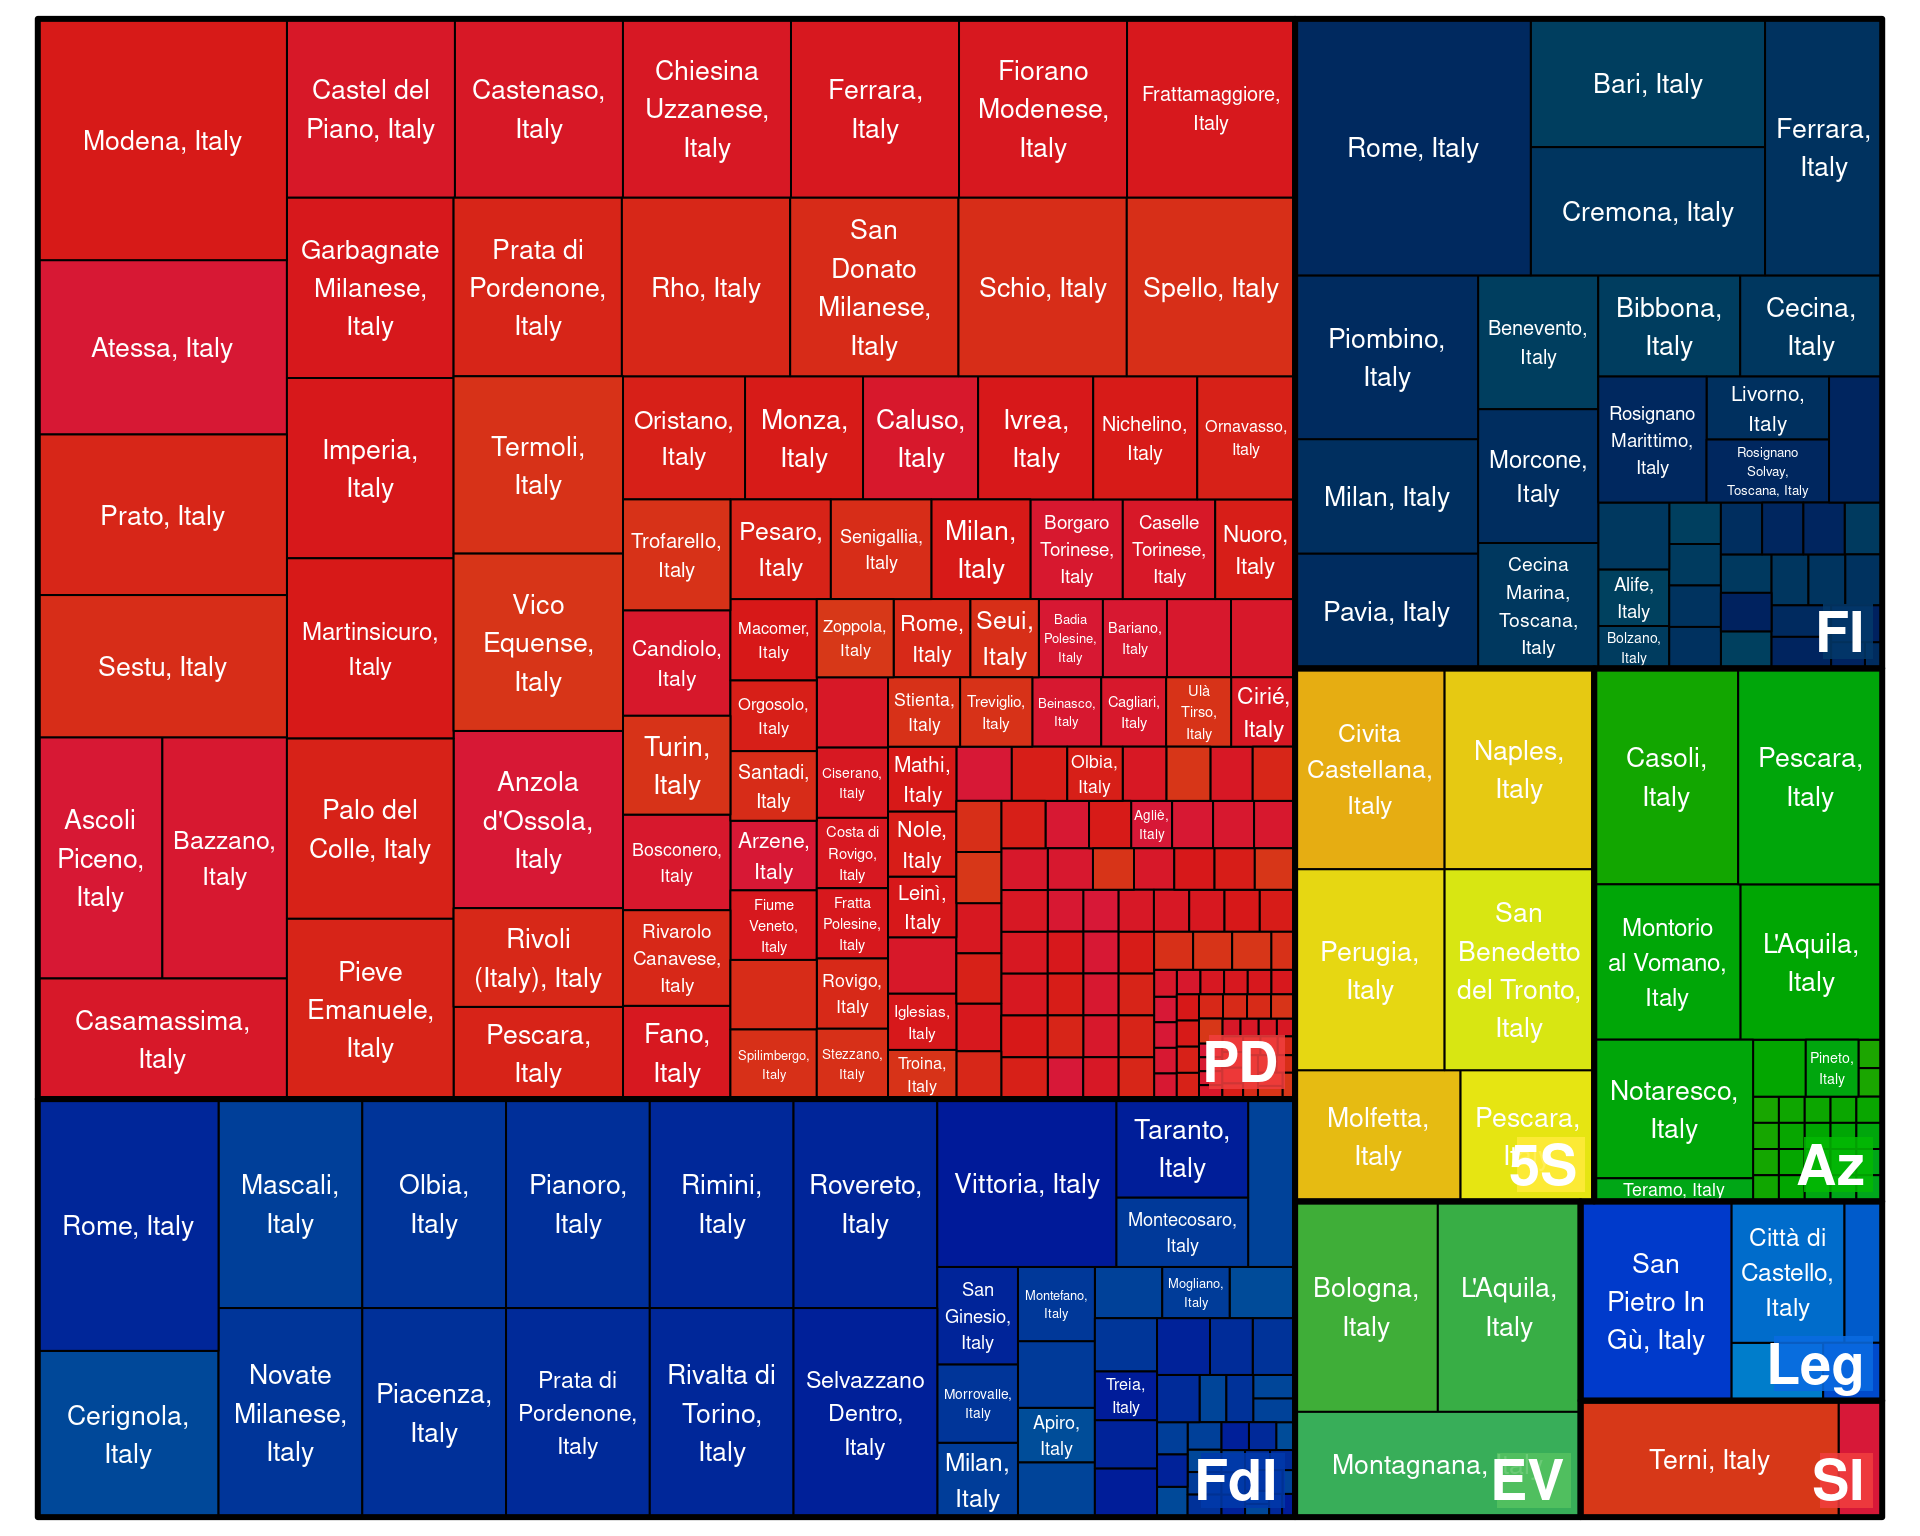 Modena, Italy
Atessa, Italy
Prato, Italy
Sestu, Italy
Ascoli
Piceno,
Italy
Bazzano,
Italy
Casamassima,
Italy
Castel del
Piano, Italy
Castenaso,
Italy
Chiesina
Uzzanese,
Italy
Ferrara,
Italy
Fiorano
Modenese,
Italy
Frattamaggiore,
Italy
Garbagnate
Milanese,
Italy
Prata di
Pordenone,
Italy
Rho, Italy
San
Donato
Milanese,
Italy
Schio, Italy
Spello, Italy
Imperia,
Italy
Martinsicuro,
Italy
Palo del
Colle, Italy
Pieve
Emanuele,
Italy
Termoli,
Italy
Vico
Equense,
Italy
Anzola
d'Ossola,
Italy
Rivoli
(Italy), Italy
Pescara,
Italy
Oristano,
Italy
Monza,
Italy
Caluso,
Italy
Ivrea,
Italy
Nichelino,
Italy
Ornavasso,
Italy
Trofarello,
Italy
Candiolo,
Italy
Turin,
Italy
Bosconero,
Italy
Rivarolo
Canavese,
Italy
Fano,
Italy
Pesaro,
Italy
Senigallia,
Italy
Milan,
Italy
Borgaro
Torinese,
Italy
Caselle
Torinese,
Italy
Nuoro,
Italy
Macomer,
Italy
Orgosolo,
Italy
Santadi,
Italy
Arzene,
Italy
Fiume
Veneto,
Italy
Spilimbergo,
Italy
Zoppola,
Italy
Rome,
Italy
Seui,
Italy
Badia
Polesine,
Italy
Bariano,
Italy
Ciserano,
Italy
Costa di
Rovigo,
Italy
Fratta
Polesine,
Italy
Rovigo,
Italy
Stezzano,
Italy
Stienta,
Italy
Treviglio,
Italy
Beinasco,
Italy
Cagliari,
Italy
Ulà
Tirso,
Italy
Cirié,
Italy
Mathi,
Italy
Nole,
Italy
Leinì,
Italy
Iglesias,
Italy
Troina,
Italy
Olbia,
Italy
Agliè,
Italy
PD
Rome, Italy
Bari, Italy
Cremona, Italy
Ferrara,
Italy
Piombino,
Italy
Milan, Italy
Pavia, Italy
Benevento,
Italy
Morcone,
Italy
Cecina
Marina,
Toscana,
Italy
Bibbona,
Italy
Cecina,
Italy
Rosignano
Marittimo,
Italy
Livorno,
Italy
Rosignano
Solvay,
Toscana, Italy
Alife,
Italy
Bolzano,
Italy
FI
Civita
Castellana,
Italy
Naples,
Italy
Perugia,
Italy
San
Benedetto
del Tronto,
Italy
Molfetta,
Italy
Pescara,
Italy
5S
Casoli,
Italy
Pescara,
Italy
Montorio
al Vomano,
Italy
L'Aquila,
Italy
Notaresco,
Italy
Pineto,
Italy
Teramo, Italy
Az
Rome, Italy
Cerignola,
Italy
Mascali,
Italy
Olbia,
Italy
Pianoro,
Italy
Rimini,
Italy
Rovereto,
Italy
Novate
Milanese,
Italy
Piacenza,
Italy
Prata di
Pordenone,
Italy
Rivalta di
Torino,
Italy
Selvazzano
Dentro,
Italy
Vittoria, Italy
Taranto,
Italy
Montecosaro,
Italy
San
Ginesio,
Italy
Morrovalle,
Italy
Milan,
Italy
Montefano,
Italy
Apiro,
Italy
Mogliano,
Italy
Treia,
Italy
FdI
Bologna,
Italy
L'Aquila,
Italy
Montagnana,
EV
San
Pietro In
Gù, Italy
Città di
Castello,
Italy
Leg
Terni, Italy
SI